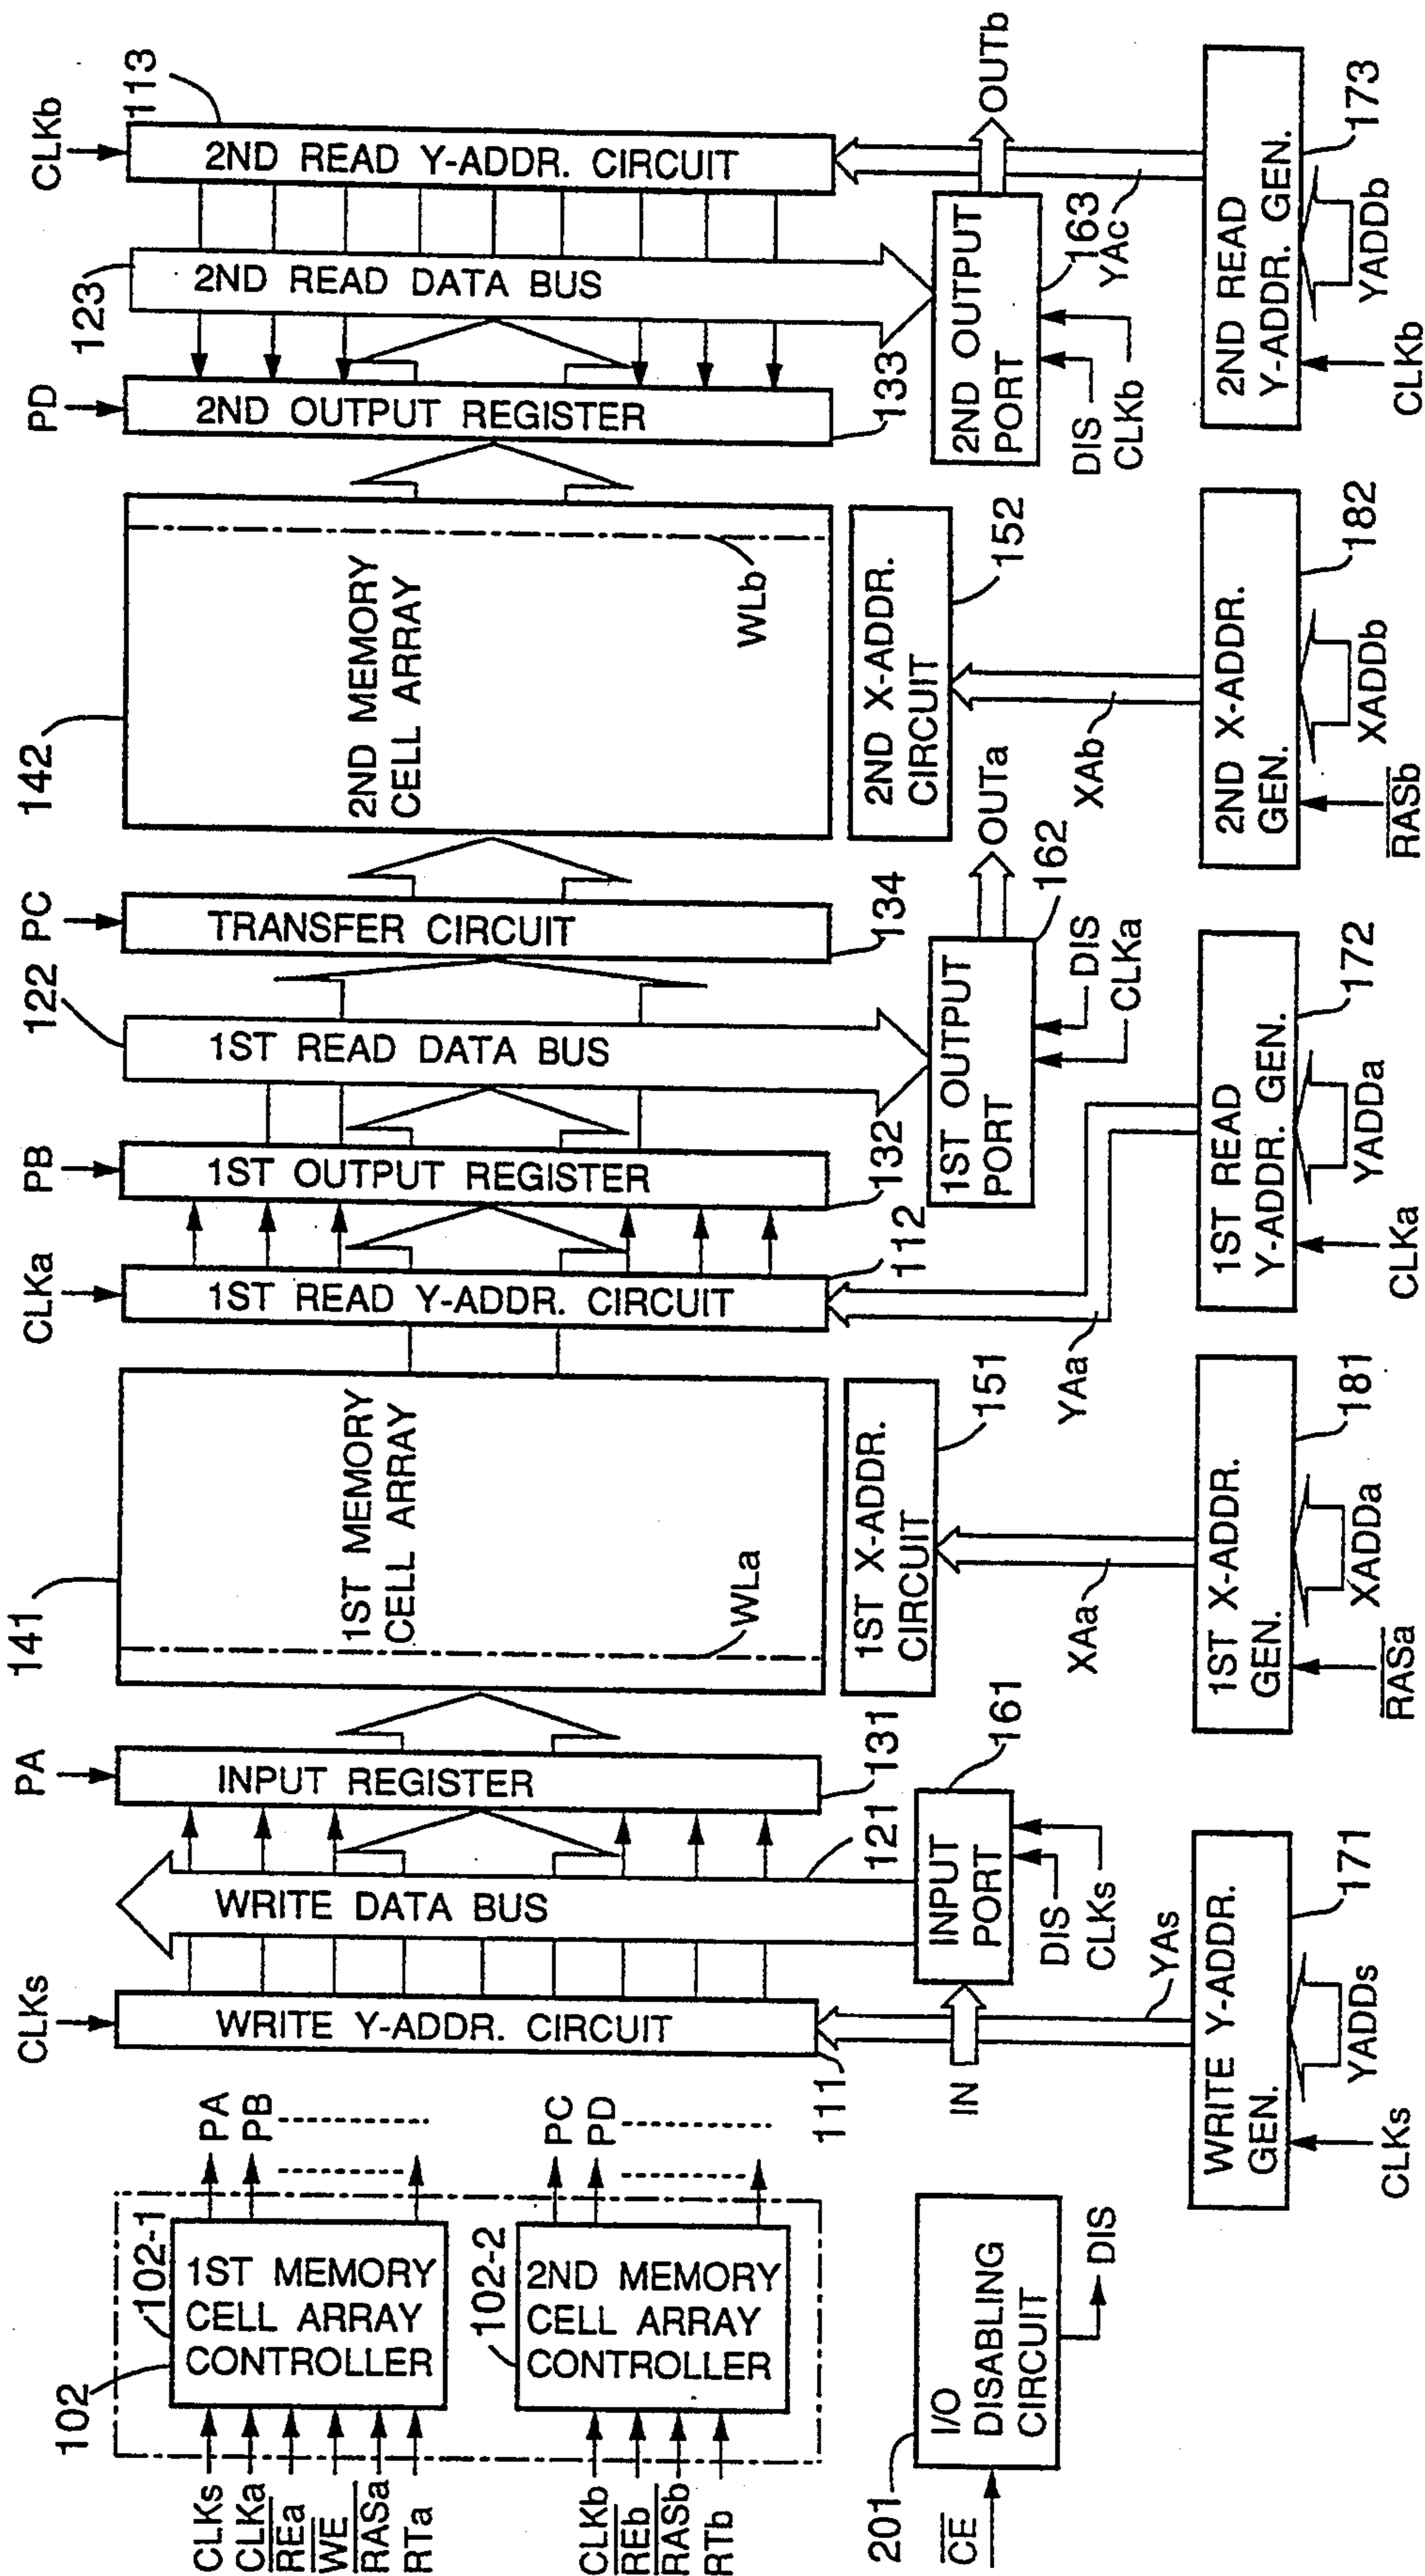 CLKs
CLKa
REa
WE
RASa
RTa
102
102-1
1ST MEMORY
CELL ARRAY
CONTROLLER
PA
PB
CLKb
REb
RASb
RTb
102-2
2ND MEMORY
CELL ARRAY
CONTROLLER
PC
PD
CE
201
I/O
DISABLING
CIRCUIT
DIS
CLKs
WRITE Y-ADDR. CIRCUIT
111
WRITE DATA BUS
121
PA
INPUT REGISTER
131
IN
INPUT
PORT
161
DIS
CLKs
YAs
WRITE Y-ADDR.
GEN.
171
CLKs
YADDs
141
1ST MEMORY
CELL ARRAY
WLa
1ST X-ADDR.
CIRCUIT
151
XAa
1ST X-ADDR.
GEN.
181
RASa
XADDa
CLKa
1ST READ Y-ADDR. CIRCUIT
112
PB
1ST OUTPUT REGISTER
132
122
1ST READ DATA BUS
PC
TRANSFER CIRCUIT
134
1ST OUTPUT
PORT
162
OUTa
DIS
CLKa
YAa
1ST READ
Y-ADDR. GEN.
172
CLKa
YADDa
142
2ND MEMORY
CELL ARRAY
WLb
2ND X-ADDR.
CIRCUIT
152
XAb
2ND X-ADDR.
GEN.
182
RASb
XADDb
PD
2ND OUTPUT REGISTER
133
123
2ND READ DATA BUS
CLKb
2ND READ Y-ADDR. CIRCUIT
113
2ND OUTPUT
PORT
163
OUTb
DIS
CLKb
YAc
2ND READ
Y-ADDR. GEN.
173
CLKb
YADDb